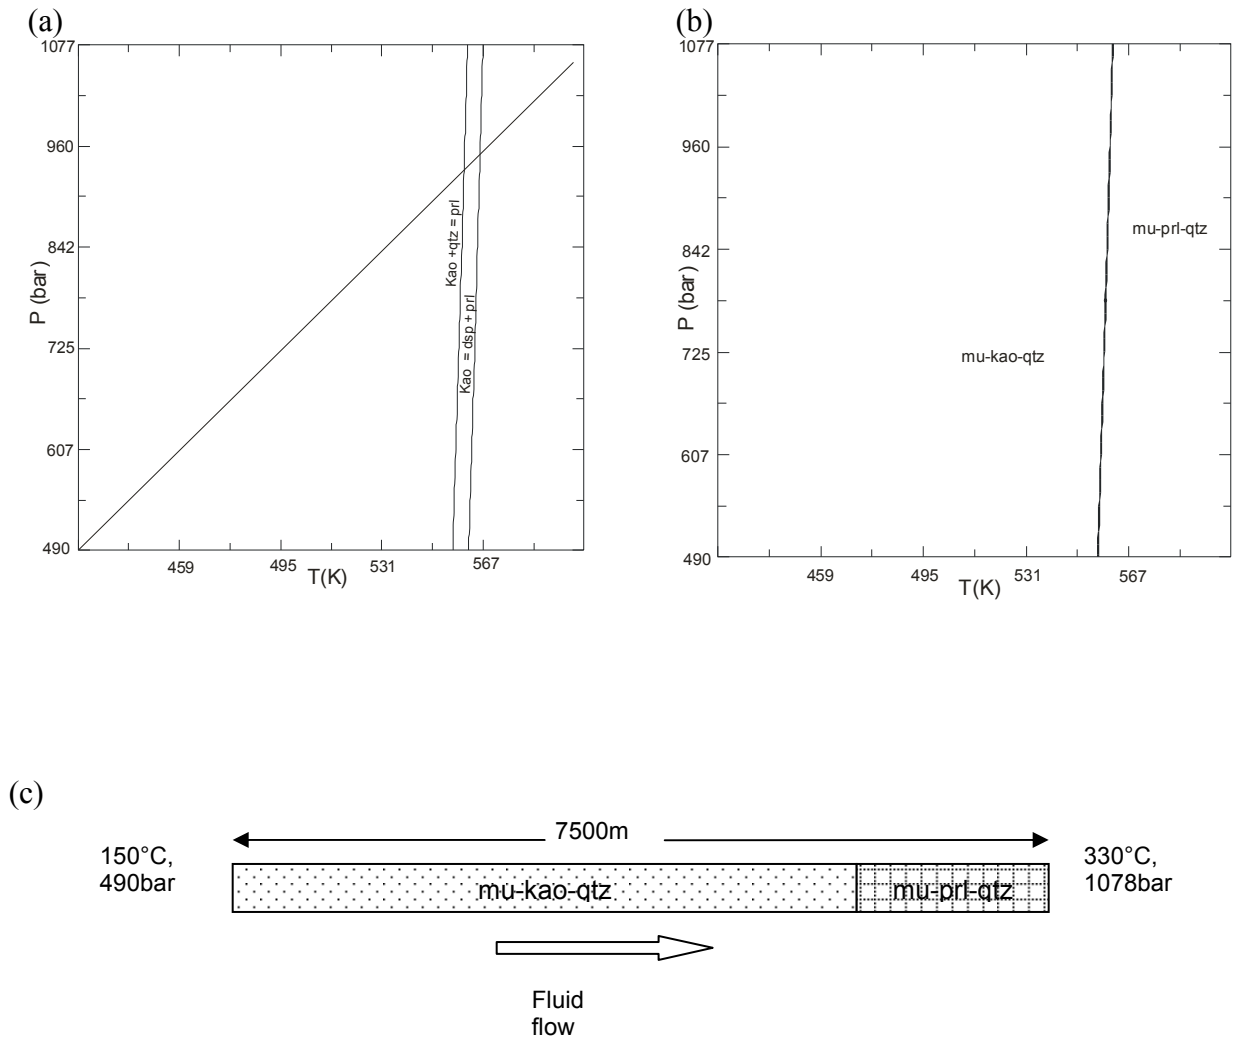 (a)
1077
960
842
725
607
490
P (bar)
Kao +qtz = prl
Kao = dsp + prl
459
495
531
567
T(K)
(b)
1077
960
842
725
607
490
P (bar)
mu-prl-qtz
mu-kao-qtz
459
495
531
567
T(K)
(c)
7500m
150°C,
490bar
mu-kao-qtz
mu-prl-qtz
330°C,
1078bar
Fluid
flow